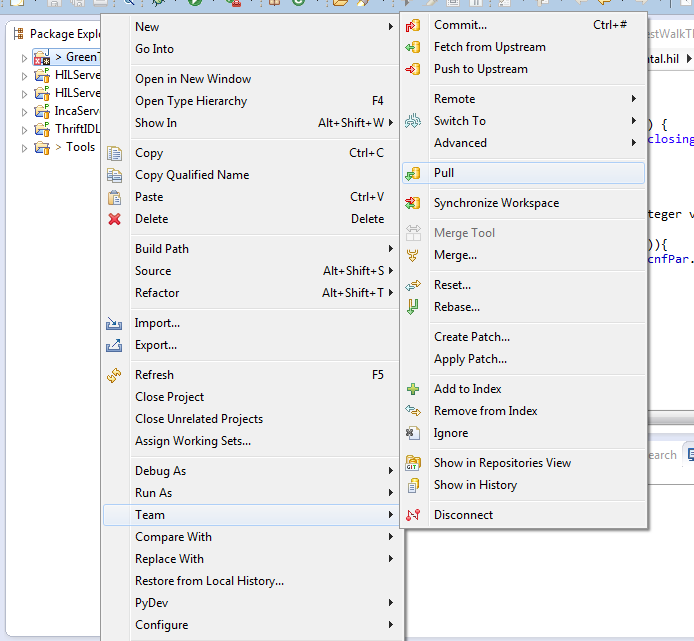 Package Expl
> Green
HILServe
HILServe
IncaServ
ThriftIDL
> Tools
New
Go Into
Open in New Window
Open Type Hierarchy F4
Show In Alt+Shift+W
Copy Ctrl+C
Copy Qualified Name
Paste Ctrl+V
Delete Delete
Build Path
Source Alt+Shift+S
Refactor Alt+Shift+T
Import...
Export...
Refresh F5
Close Project
Close Unrelated Projects
Assign Working Sets...
Debug As
Run As
Team
Compare With
Replace With
Restore from Local History...
PyDev
Configure
Commit... Ctrl+#
Fetch from Upstream
Push to Upstream
Remote
Switch To
Advanced
Pull
Synchronize Workspace
Merge Tool
Merge...
Reset...
Rebase...
Create Patch...
Apply Patch...
Add to Index
Remove from Index
Ignore
GIT
Show in Repositories View
Show in History
Disconnect
estWalkTh
ntal.hil
) {
closing
teger v
)){
cnfPar.
earch